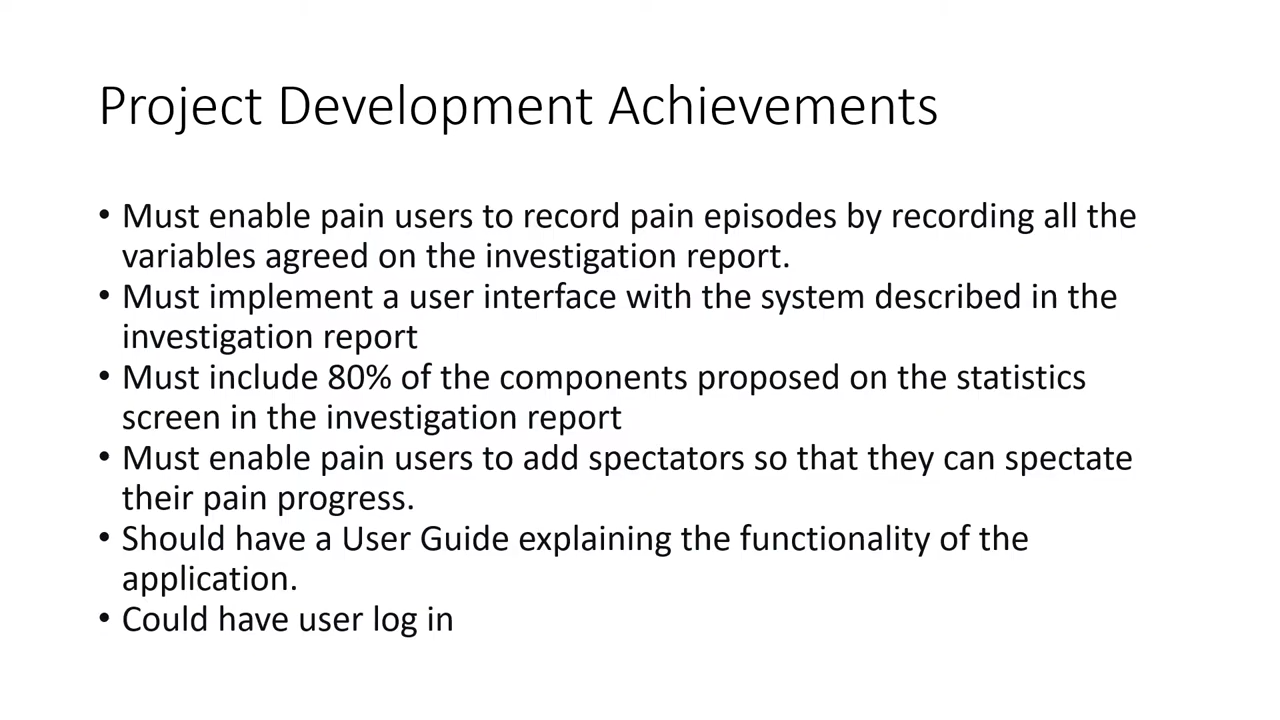 Project Development Achievements
• Must enable pain users to record pain episodes by recording all the
variables agreed on the investigation report.
• Must implement a user interface with the system described in the
investigation report
• Must include 80% of the components proposed on the statistics
screen in the investigation report
• Must enable pain users to add spectators so that they can spectate
their pain progress.
• Should have a User Guide explaining the functionality of the
application.
• Could have user log in